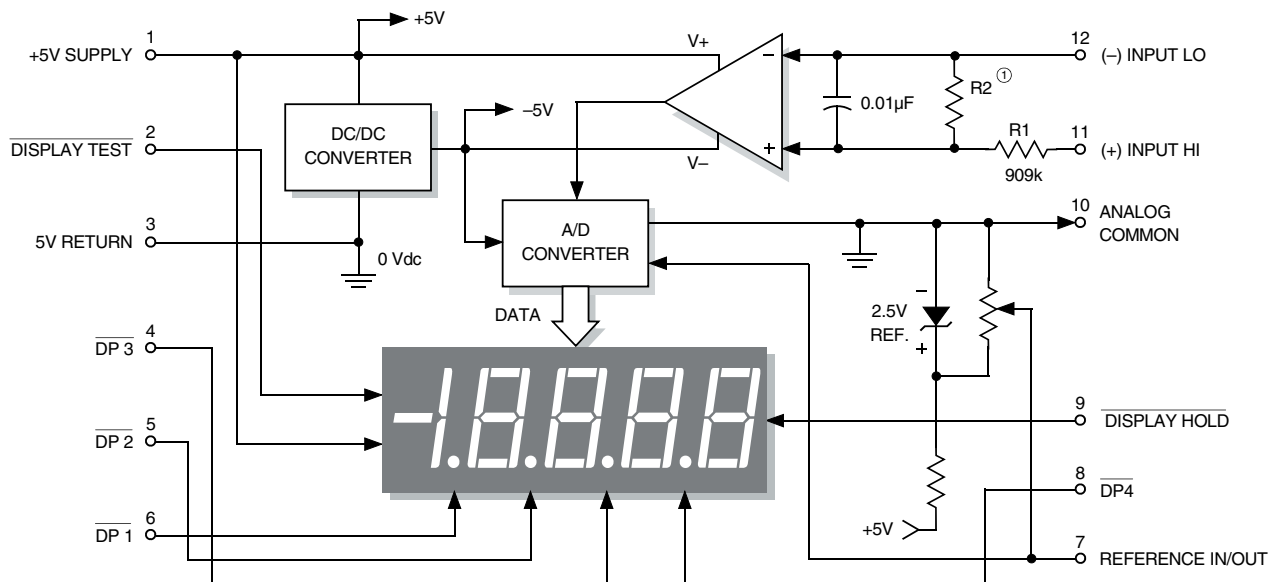 +5V
+5V SUPPLY 1
V+
12 (–) INPUT LO
R2 ①
0.01µF
–5V
DISPLAY TEST 2
DC/DC
CONVERTER
R1
11 (+) INPUT HI
909k
V–
–
+
10 ANALOG
COMMON
A/D
CONVERTER
5V RETURN 3
0 Vdc
DATA
–
2.5V
REF.
+
DP 3 4
-1.8.8.8.8
DP 2 5
9 DISPLAY HOLD
8 DP4
DP 1 6
+5V
7 REFERENCE IN/OUT